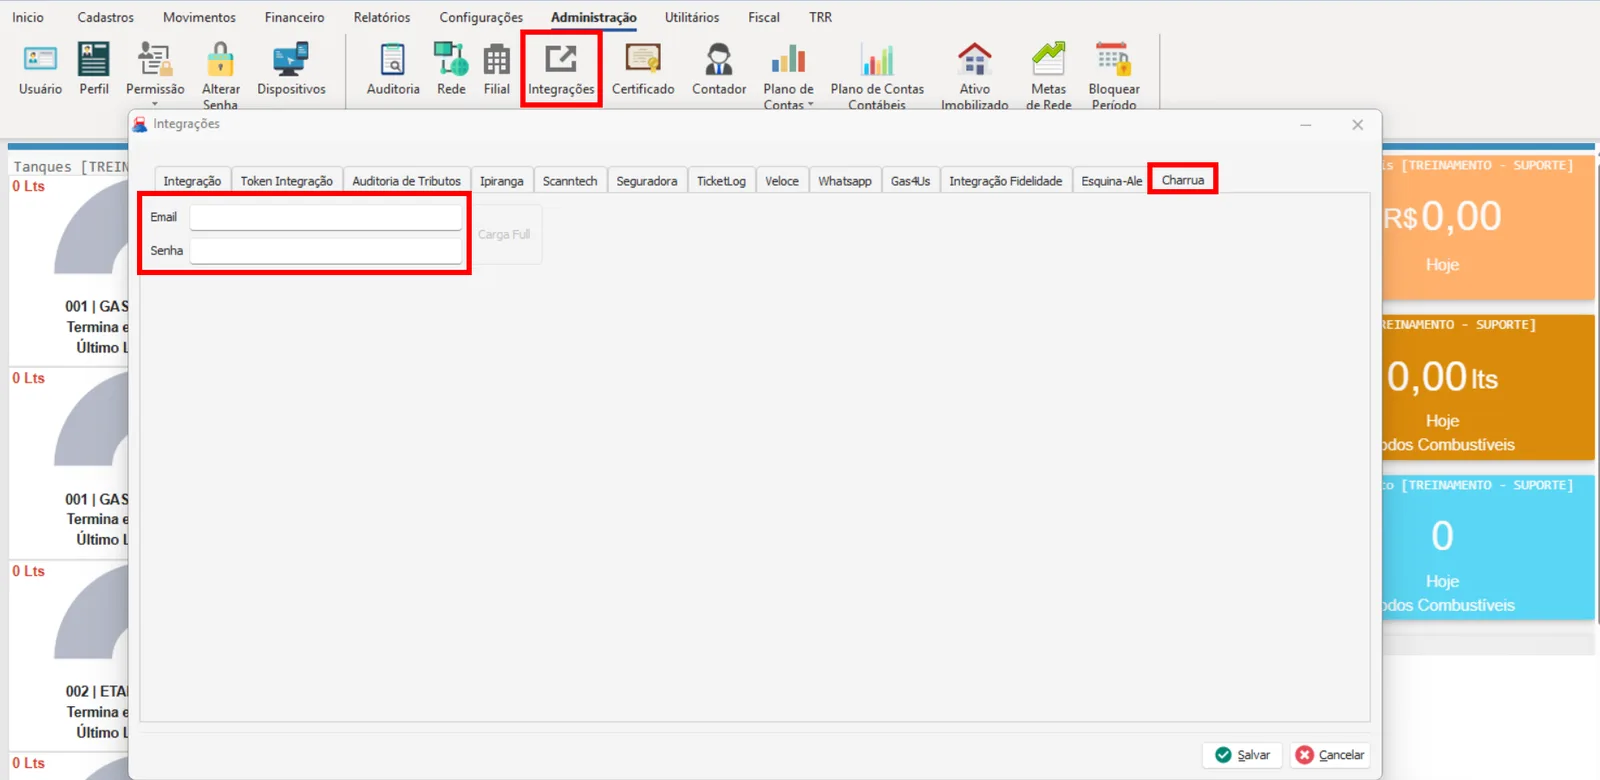 Inicio Cadastros Movimentos Financeiro Relatórios Configurações Administração Utilitários Fiscal TRR
Usuário Perfil Permissão Alterar Senha Dispositivos Auditoria Rede Filial Integrações Certificado Contador Plano de Contas Plano de Contas Contábeis Ativo Imobilizado Metas de Rede Bloquear Período
Integrações
Integração Token Integração Auditoria de Tributos Ipiranga Scanntech Seguradora TicketLog Veloce Whatsapp Gas4Us Integração Fidelidade Esquina-Ale Charrua
Email
Senha
Carga Full
Salvar Cancelar
Tanques [TREIN
0 Lts
001 | GAS
Termina e
Último L
0 Lts
001 | GAS
Termina e
Último L
0 Lts
002 | ETA
Termina e
Último L
0 Lts
s [TREINAMENTO - SUPORTE]
R$0,00
Hoje
REINAMENTO - SUPORTE]
0,00 lts
Hoje
odos Combustíveis
o [TREINAMENTO - SUPORTE]
0
Hoje
odos Combustíveis